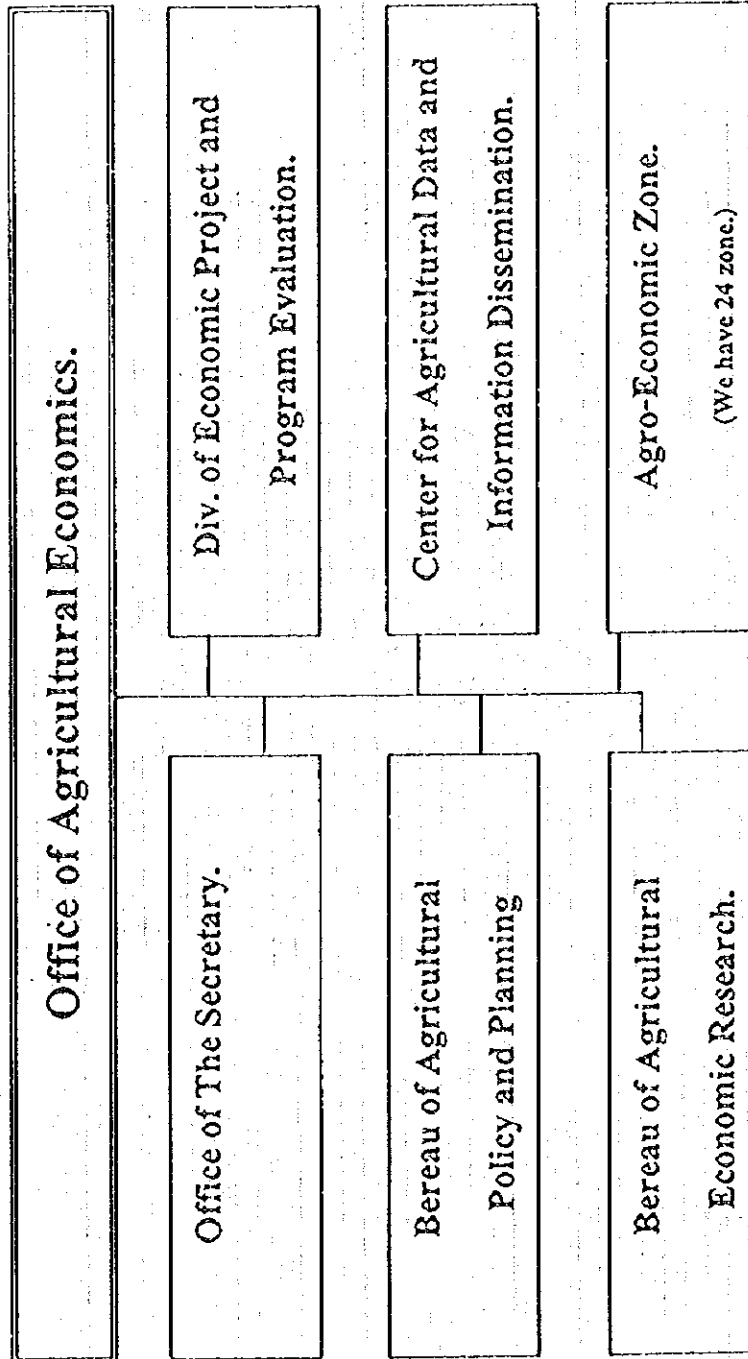 Office of Agricultural Economics.
Office of The Secretary.
Div. of Economic Project and
Program Evaluation.
Bereau of Agricultural
Policy and Planning
Center for Agricultural Data and
Information Dissemination.
Bereau of Agricultural
Economic Research.
Agro-Economic Zone.
(We have 24 zone.)